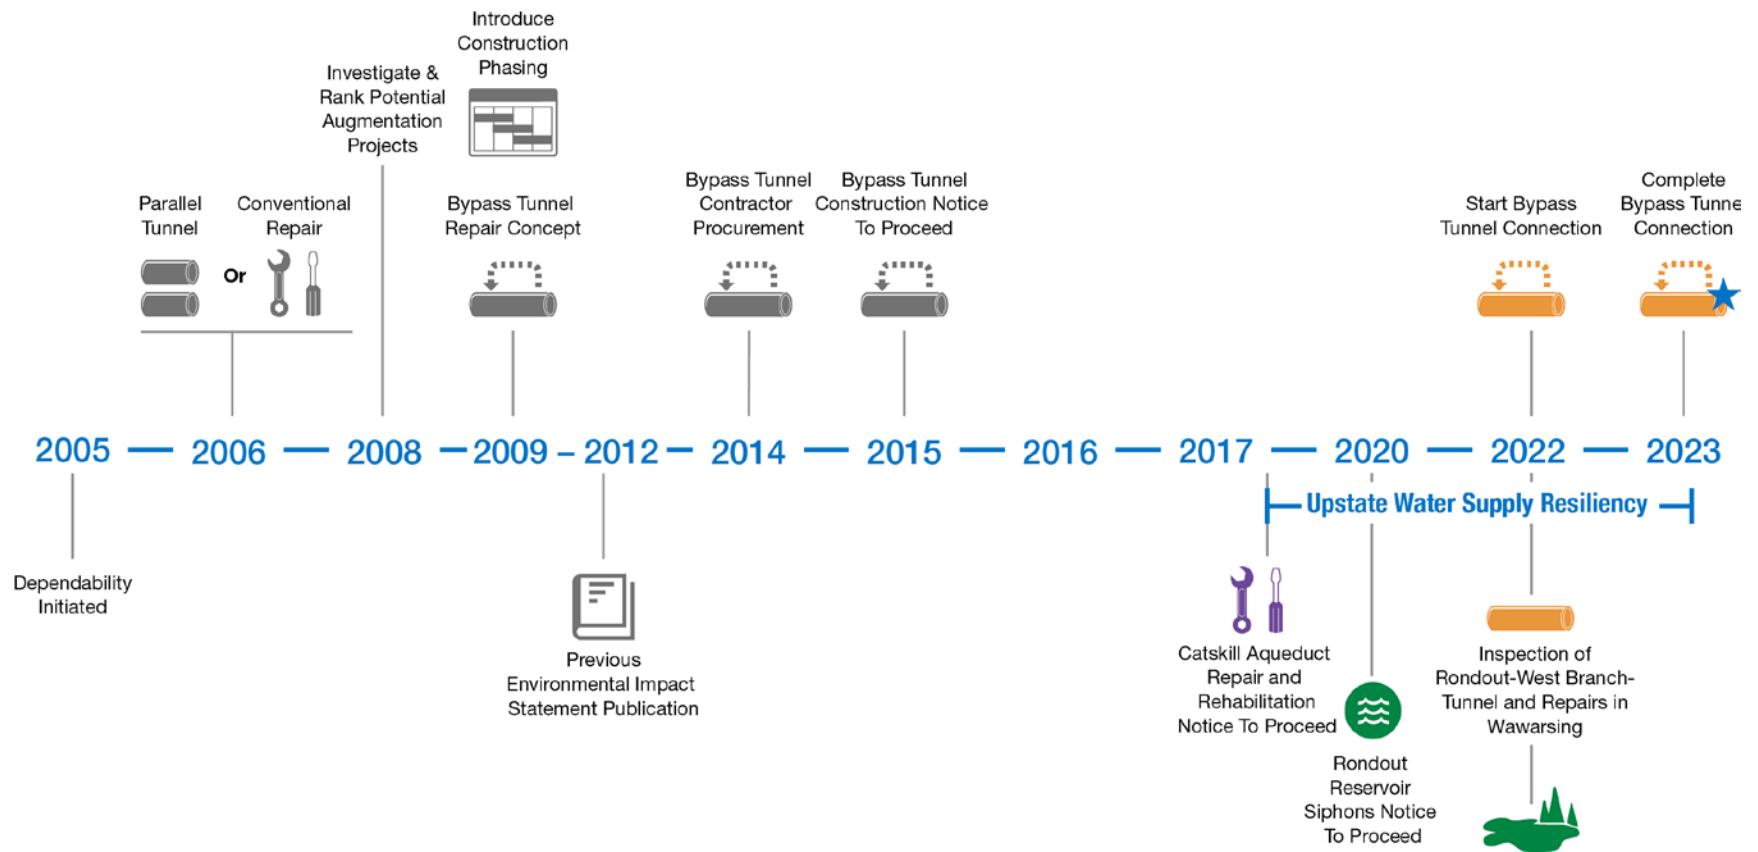 Introduce
Construction
Phasing
Investigate &
Rank Potential
Augmentation
Projects
Parallel
Tunnel
Or
Conventional
Repair
Bypass Tunnel
Repair Concept
Bypass Tunnel
Contractor
Procurement
Bypass Tunnel
Construction Notice
To Proceed
Start Bypass
Tunnel Connection
Complete
Bypass Tunne
Connection
2005 — 2006 — 2008 — 2009 – 2012 — 2014 — 2015 — 2016 — 2017 — 2020 — 2022 — 2023
Upstate Water Supply Resiliency
Dependability
Initiated
Previous
Environmental Impact
Statement Publication
Catskill Aqueduct
Repair and
Rehabilitation
Notice To Proceed
Rondout
Reservoir
Siphons Notice
To Proceed
Inspection of
Rondout-West Branch-
Tunnel and Repairs in
Wawarsing